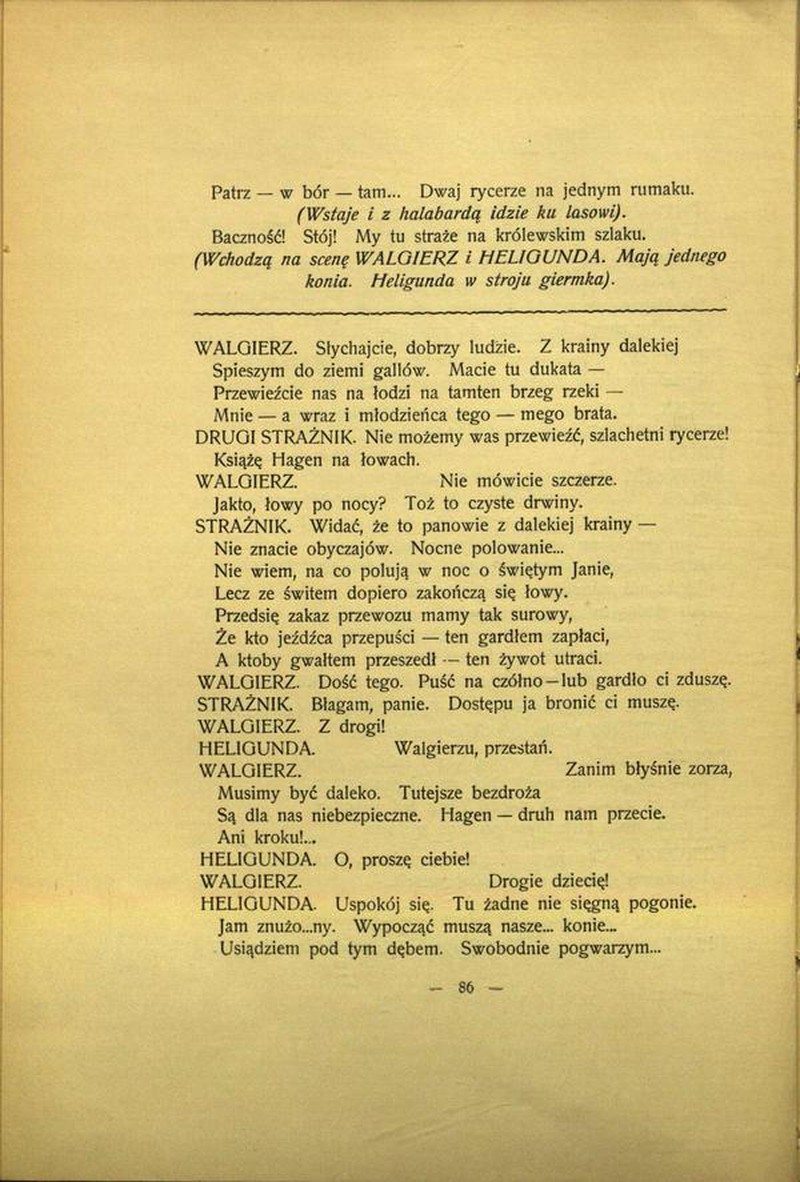 Patrz — w bór — tam... Dwaj rycerze na jednym rumaku.
(Wstaje i z halabardą idzie ku lasowi).
Baczność! Stój! My tu straże na królewskim szlaku.
(Wchodzą na scenę WALGIERZ i HELIGUNDA. Mają jednego
konia. Heligunda w stroju giermka).
WALGIERZ. Słychajcie, dobrzy ludzie. Z krainy dalekiej
Spieszym do ziemi gallów. Macie tu dukata —
Przewieźcie nas na łodzi na tamten brzeg rzeki —
Mnie — a wraz i młodzieńca tego — mego brata.
DRUGI STRAŻNIK. Nie możemy was przewieźć, szlachetni rycerze!
Książę Hagen na łowach.
WALGIERZ. Nie mówicie szczerze.
Jakto, łowy po nocy? Toż to czyste drwiny.
STRAŻNIK. Widać, że to panowie z dalekiej krainy —
Nie znacie obyczajów. Nocne polowanie...
Nie wiem, na co polują w noc o świętym Janie,
Lecz ze świtem dopiero zakończą się łowy.
Przedsię zakaz przewozu mamy tak surowy,
Że kto jeźdźca przepuści — ten gardłem zapłaci,
A ktoby gwałtem przeszedł — ten żywot utraci.
WALGIERZ. Dość tego. Puść na czółno — lub gardło ci zduszę.
STRAŻNIK. Błagam, panie. Dostępu ja bronić ci muszę.
WALGIERZ. Z drogi!
HELIGUNDA. Walgierzu, przestań.
WALGIERZ. Zanim błyśnie zorza,
Musimy być daleko. Tutejsze bezdroża
Są dla nas niebezpieczne. Hagen — druh nam przecie.
Ani kroku!...
HELIGUNDA. O, proszę ciebie!
WALGIERZ. Drogie dziecię!
HELIGUNDA. Uspokój się. Tu żadne nie sięgną pogonie.
Jam znużo...ny. Wypocząć muszą nasze... konie...
Usiądziem pod tym dębem. Swobodnie pogwarzym...
— 86 —